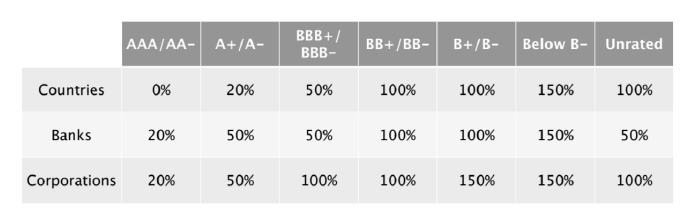 AAA/AA- A+/A- BBB+/BBB- BB+/BB- B+/B- Below B- Unrated
Countries 0% 20% 50% 100% 100% 150% 100%
Banks 20% 50% 50% 100% 100% 150% 50%
Corporations 20% 50% 100% 100% 150% 150% 100%